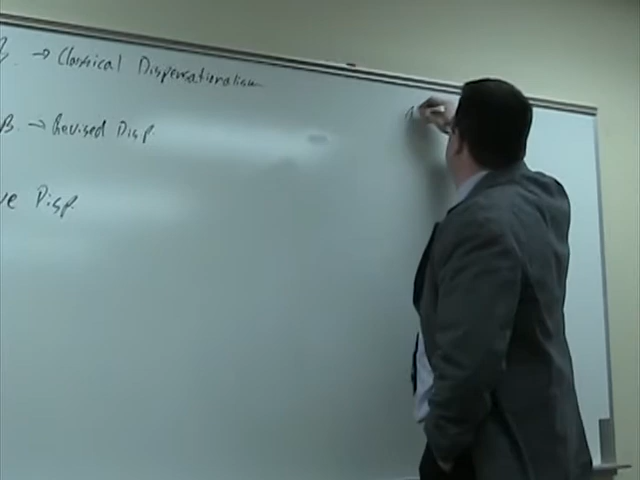 → Classical Dispensationalism
B. → Revised Disp.
ve Disp.